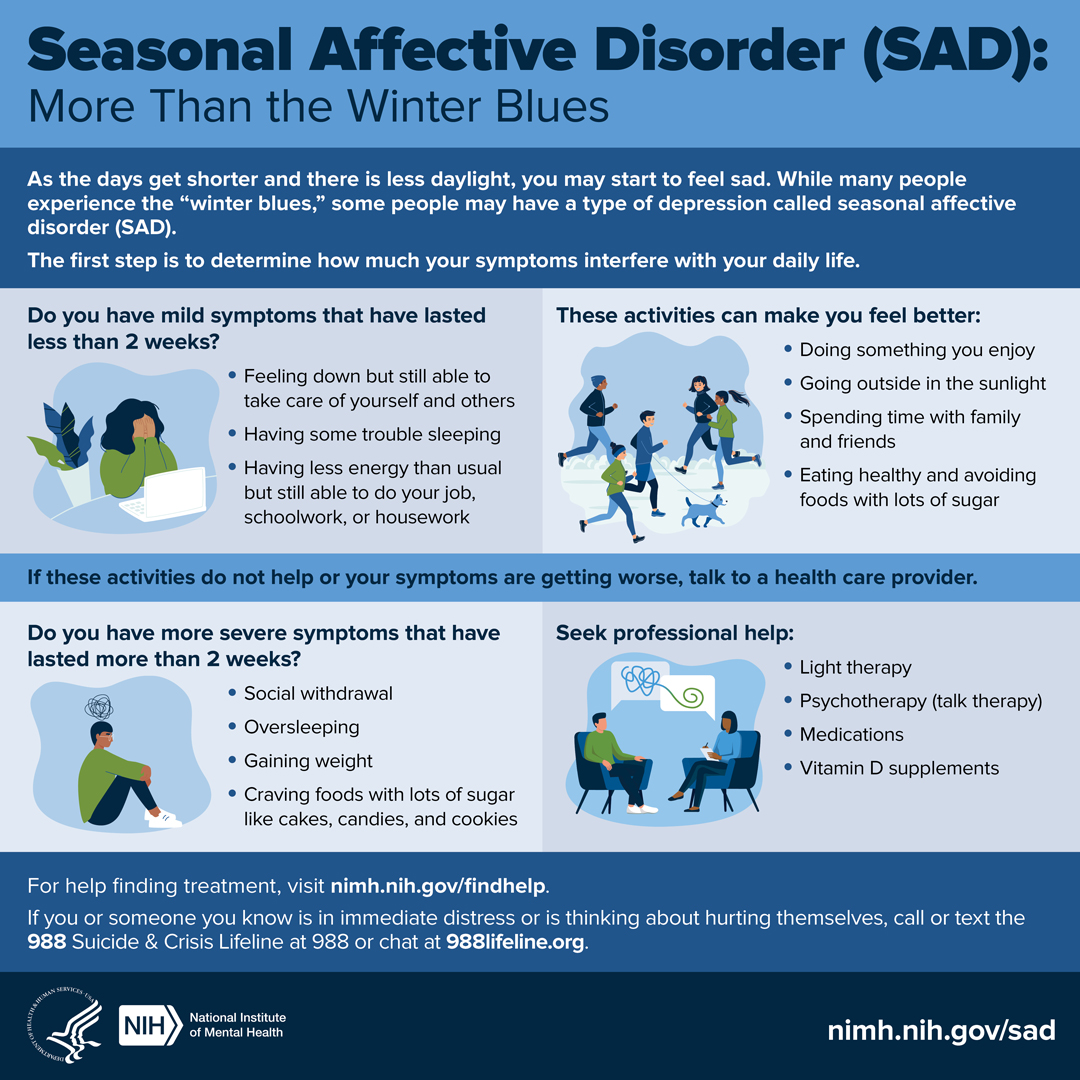 Seasonal Affective Disorder (SAD):
More Than the Winter Blues
As the days get shorter and there is less daylight, you may start to feel sad. While many people
experience the “winter blues,” some people may have a type of depression called seasonal affective
disorder (SAD).
The first step is to determine how much your symptoms interfere with your daily life.
Do you have mild symptoms that have lasted
less than 2 weeks?
• Feeling down but still able to
take care of yourself and others
• Having some trouble sleeping
• Having less energy than usual
but still able to do your job,
schoolwork, or housework
These activities can make you feel better:
• Doing something you enjoy
• Going outside in the sunlight
• Spending time with family
and friends
• Eating healthy and avoiding
foods with lots of sugar
If these activities do not help or your symptoms are getting worse, talk to a health care provider.
Do you have more severe symptoms that have
lasted more than 2 weeks?
• Social withdrawal
• Oversleeping
• Gaining weight
• Craving foods with lots of sugar
like cakes, candies, and cookies
Seek professional help:
• Light therapy
• Psychotherapy (talk therapy)
• Medications
• Vitamin D supplements
For help finding treatment, visit nimh.nih.gov/findhelp.
If you or someone you know is in immediate distress or is thinking about hurting themselves, call or text the
988 Suicide & Crisis Lifeline at 988 or chat at 988lifeline.org.
DEPARTMENT OF HEALTH & HUMAN SERVICES · USA
NIH
National Institute
of Mental Health
nimh.nih.gov/sad